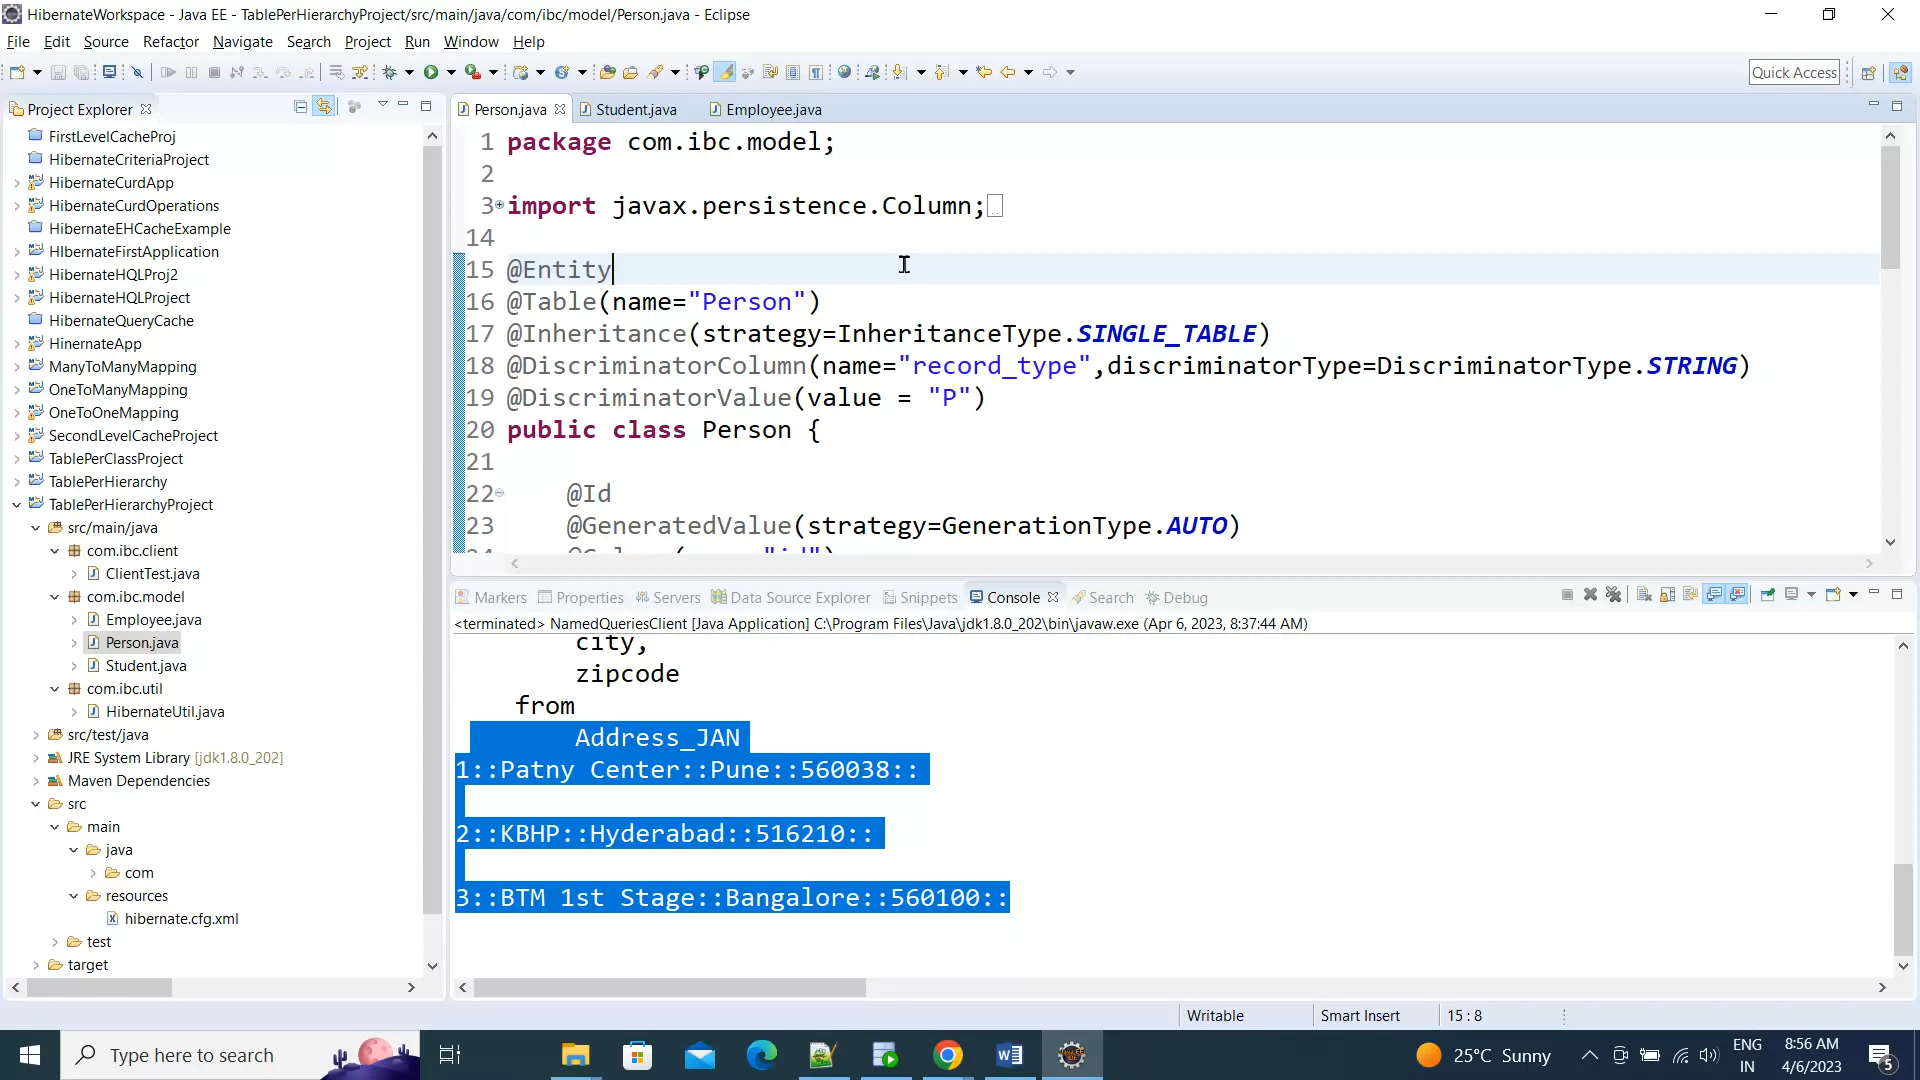 HibernateWorkspace - Java EE - TablePerHierarchyProject/src/main/java/com/ibc/model/Person.java - Eclipse
File Edit Source Refactor Navigate Search Project Run Window Help
Quick Access
Project Explorer
FirstLevelCacheProj
HibernateCriteriaProject
HibernateCurdApp
HibernateCurdOperations
HibernateEHCacheExample
HIbernateFirstApplication
HibernateHQLProj2
HibernateHQLProject
HibernateQueryCache
HinernateApp
ManyToManyMapping
OneToManyMapping
OneToOneMapping
SecondLevelCacheProject
TablePerClassProject
TablePerHierarchy
TablePerHierarchyProject
src/main/java
com.ibc.client
ClientTest.java
com.ibc.model
Employee.java
Person.java
Student.java
com.ibc.util
HibernateUtil.java
src/test/java
JRE System Library [jdk1.8.0_202]
Maven Dependencies
src
main
java
com
resources
hibernate.cfg.xml
test
target
Person.java Student.java Employee.java
1 package com.ibc.model;
2
3 import javax.persistence.Column;
14
15 @Entity
16 @Table(name="Person")
17 @Inheritance(strategy=InheritanceType.SINGLE_TABLE)
18 @DiscriminatorColumn(name="record_type",discriminatorType=DiscriminatorType.STRING)
19 @DiscriminatorValue(value = "P")
20 public class Person {
21
22 @Id
23 @GeneratedValue(strategy=GenerationType.AUTO)
Markers Properties Servers Data Source Explorer Snippets Console Search Debug
<terminated> NamedQueriesClient [Java Application] C:\Program Files\Java\jdk1.8.0_202\bin\javaw.exe (Apr 6, 2023, 8:37:44 AM)
city,
zipcode
from
Address_JAN
1::Patny Center::Pune::560038::
2::KBHP::Hyderabad::516210::
3::BTM 1st Stage::Bangalore::560100::
Writable Smart Insert 15 : 8
Type here to search
25°C Sunny
ENG
IN
8:56 AM
4/6/2023
5